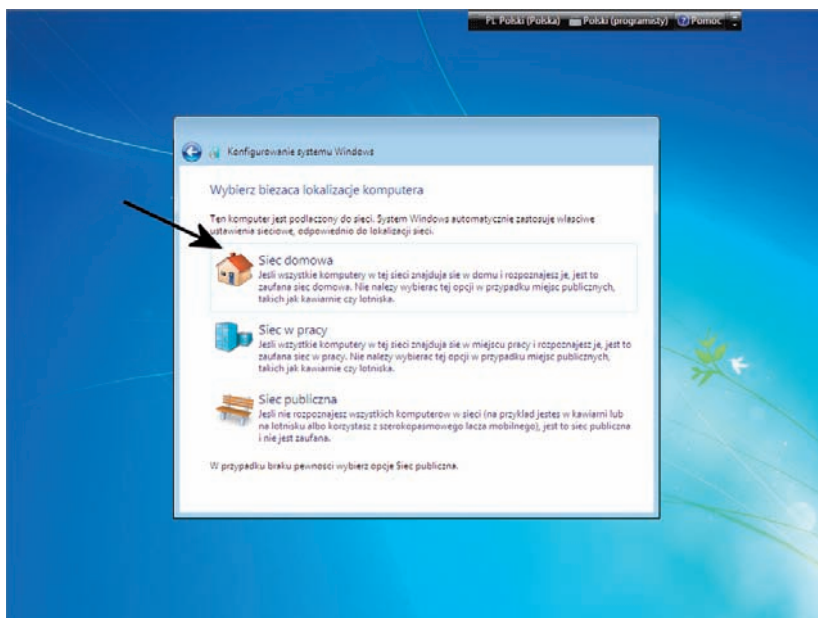 PL Polski (Polska) Polski (programisty) Pomoc
Konfigurowanie systemu Windows
Wybierz biezaca lokalizacje komputera
Ten komputer jest podlaczony do sieci. System Windows automatycznie zastosuje wlasciwe
ustawienia sieciowe, odpowiednio do lokalizacji sieci.
Siec domowa
Jesli wszystkie komputery w tej sieci znajduja sie w domu i rozpoznajesz je, jest to
zaufana siec domowa. Nie nalezy wybierac tej opcji w przypadku miejsc publicznych,
takich jak kawiarnie czy lotniska.
Siec w pracy
Jesli wszystkie komputery w tej sieci znajduja sie w miejscu pracy i rozpoznajesz je, jest to
zaufana siec w pracy. Nie nalezy wybierac tej opcji w przypadku miejsc publicznych,
takich jak kawiarnie czy lotniska.
Siec publiczna
Jesli nie rozpoznajesz wszystkich komputerow w sieci (na przyklad jestes w kawiarni lub
na lotnisku albo korzystasz z szerokopasmowego lacza mobilnego), jest to siec publiczna
i nie jest zaufana.
W przypadku braku pewnosci wybierz opcje Siec publiczna.